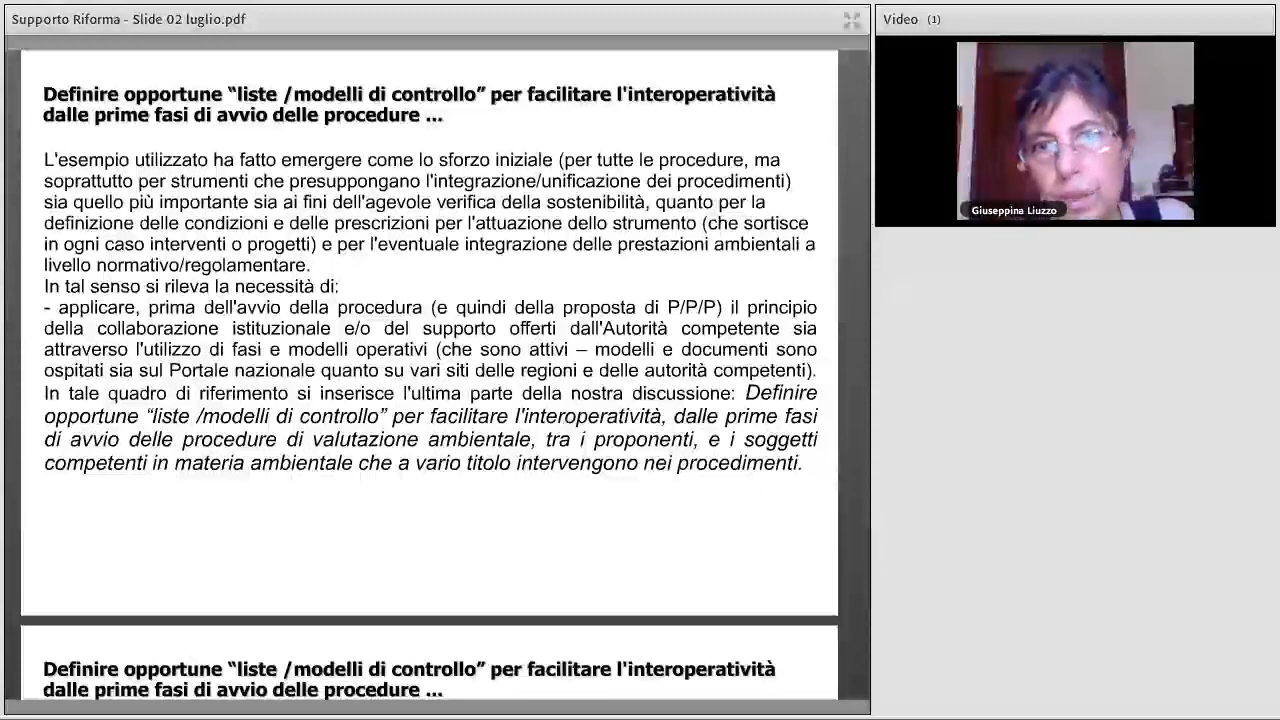 Supporto Riforma - Slide 02 luglio.pdf
Definire opportune “liste /modelli di controllo” per facilitare l'interoperatività
dalle prime fasi di avvio delle procedure ...
L'esempio utilizzato ha fatto emergere come lo sforzo iniziale (per tutte le procedure, ma
soprattutto per strumenti che presuppongano l'integrazione/unificazione dei procedimenti)
sia quello più importante sia ai fini dell'agevole verifica della sostenibilità, quanto per la
definizione delle condizioni e delle prescrizioni per l'attuazione dello strumento (che sortisce
in ogni caso interventi o progetti) e per l'eventuale integrazione delle prestazioni ambientali a
livello normativo/regolamentare.
In tal senso si rileva la necessità di:
- applicare, prima dell'avvio della procedura (e quindi della proposta di P/P/P) il principio
della collaborazione istituzionale e/o del supporto offerti dall'Autorità competente sia
attraverso l'utilizzo di fasi e modelli operativi (che sono attivi – modelli e documenti sono
ospitati sia sul Portale nazionale quanto su vari siti delle regioni e delle autorità competenti).
In tale quadro di riferimento si inserisce l'ultima parte della nostra discussione: Definire
opportune “liste /modelli di controllo” per facilitare l'interoperatività, dalle prime fasi
di avvio delle procedure di valutazione ambientale, tra i proponenti, e i soggetti
competenti in materia ambientale che a vario titolo intervengono nei procedimenti.
Definire opportune “liste /modelli di controllo” per facilitare l'interoperatività
dalle prime fasi di avvio delle procedure ...
Video (1)
Giuseppina Liuzzo